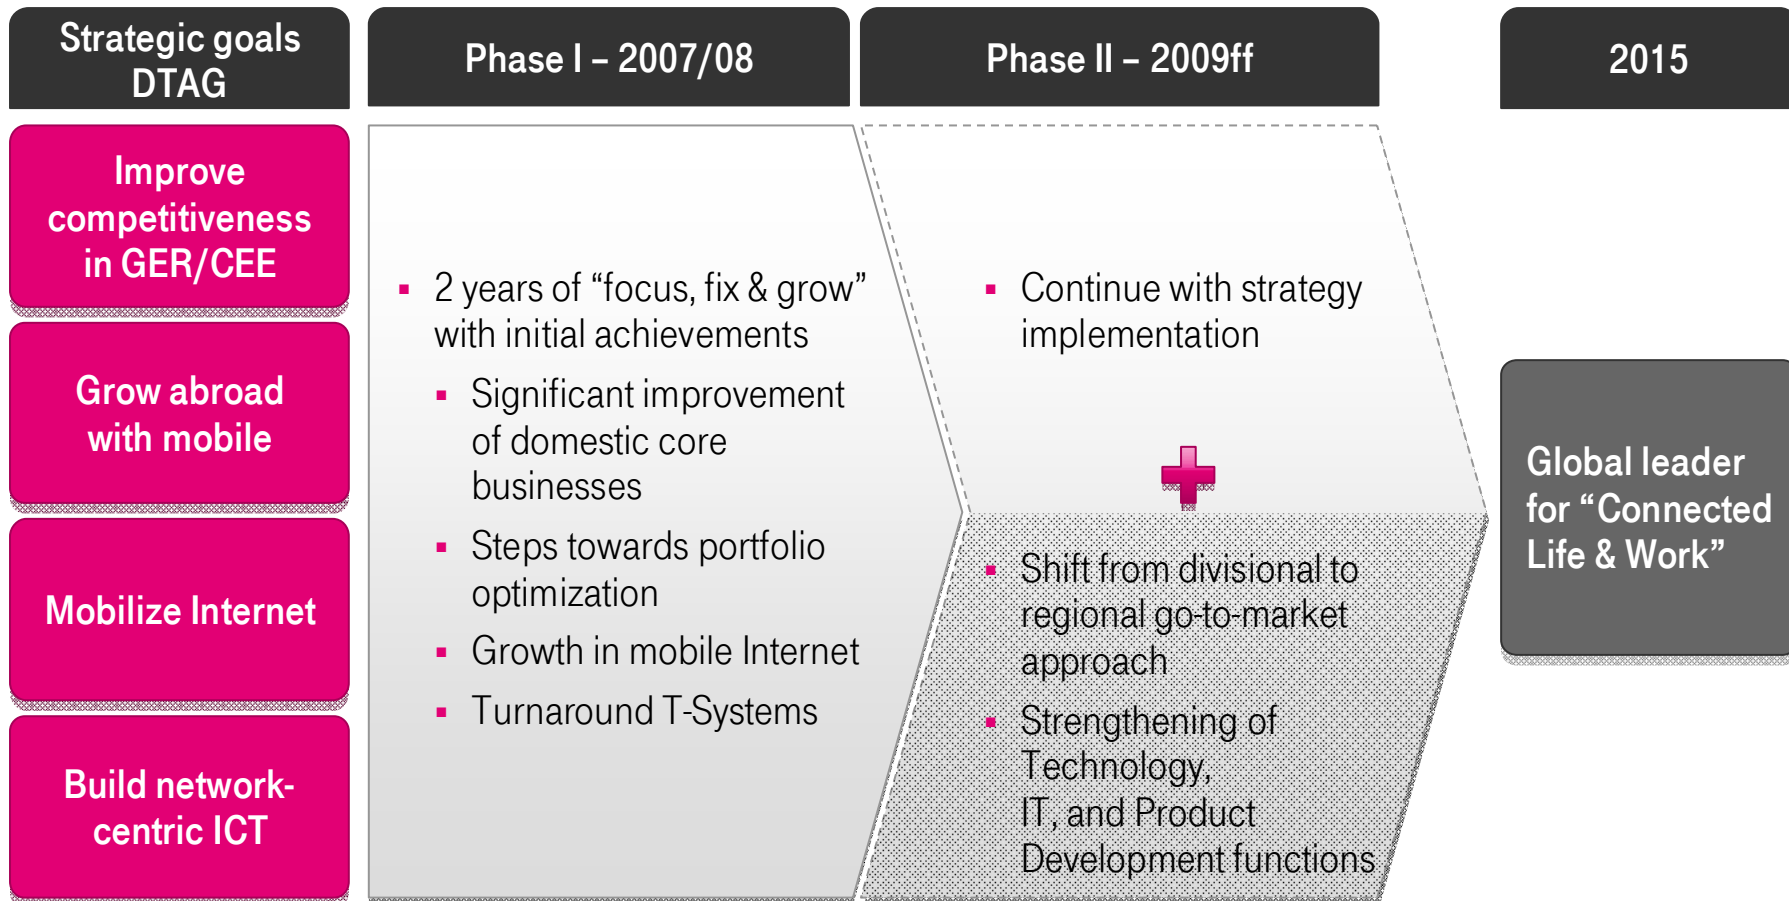 Strategic goals
DTAG
Phase I – 2007/08
Phase II – 2009ff
2015
Improve
competitiveness
in GER/CEE
Grow abroad
with mobile
Mobilize Internet
Build network-
centric ICT
▪ 2 years of “focus, fix & grow”
with initial achievements
▪ Significant improvement
of domestic core
businesses
▪ Steps towards portfolio
optimization
▪ Growth in mobile Internet
▪ Turnaround T-Systems
▪ Continue with strategy
implementation
▪ Shift from divisional to
regional go-to-market
approach
▪ Strengthening of
Technology,
IT, and Product
Development functions
Global leader
for “Connected
Life & Work”